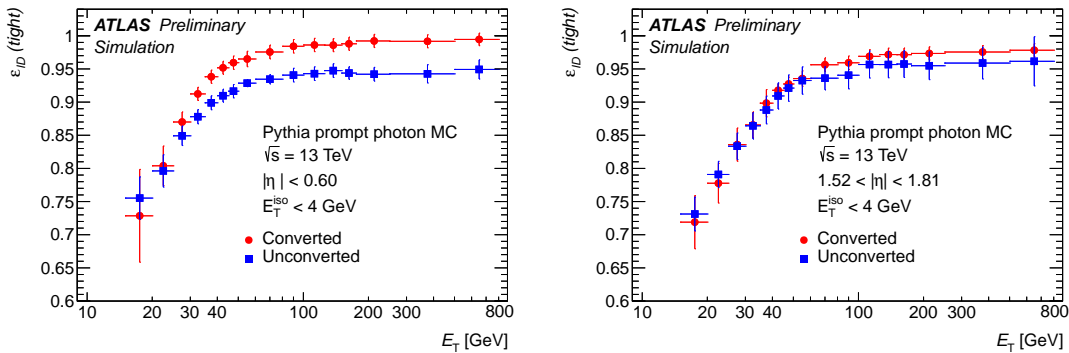 ε_ID (tight)
ATLAS Preliminary
Simulation
1
0.95
0.9
0.85
0.8
0.75
0.7
0.65
0.6
Pythia prompt photon MC
√s = 13 TeV
|η| < 0.60
E_T^iso < 4 GeV
Converted
Unconverted
10 20 30 40 100 200 300 800
E_T [GeV]
ε_ID (tight)
ATLAS Preliminary
Simulation
1
0.95
0.9
0.85
0.8
0.75
0.7
0.65
0.6
Pythia prompt photon MC
√s = 13 TeV
1.52 < |η| < 1.81
E_T^iso < 4 GeV
Converted
Unconverted
10 20 30 40 100 200 300 800
E_T [GeV]